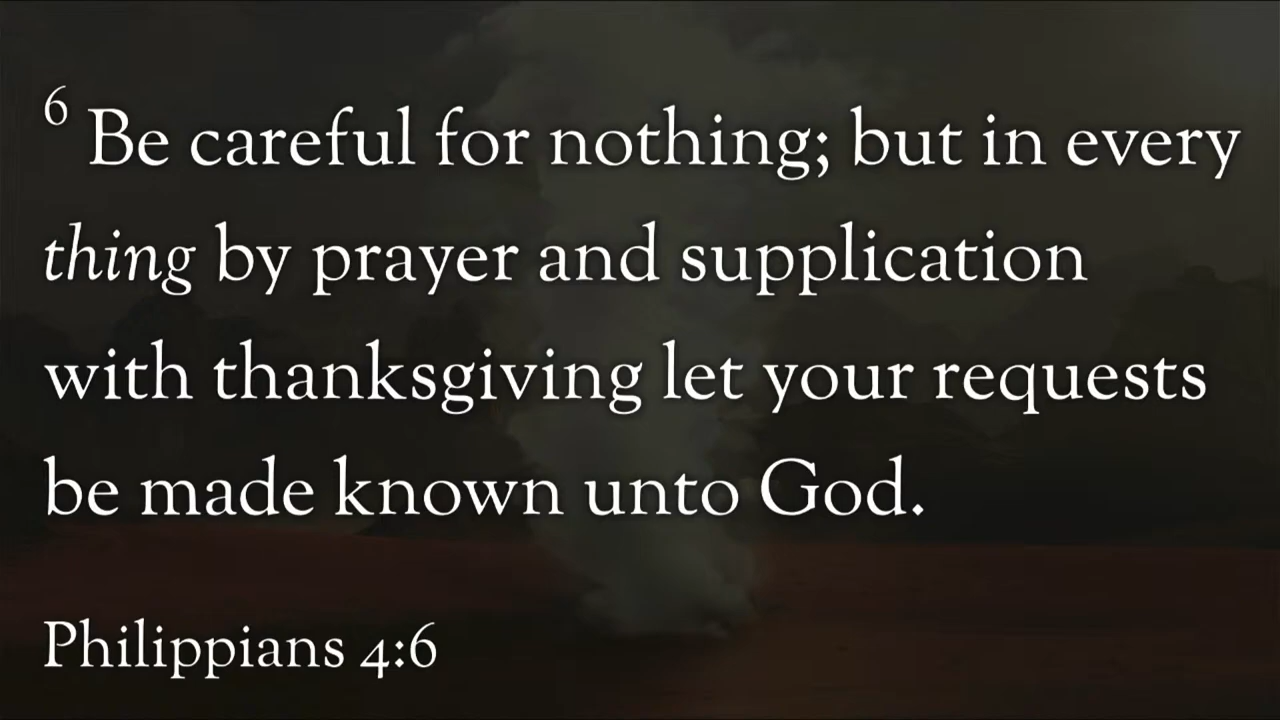 6 Be careful for nothing; but in every
thing by prayer and supplication
with thanksgiving let your requests
be made known unto God.
Philippians 4:6